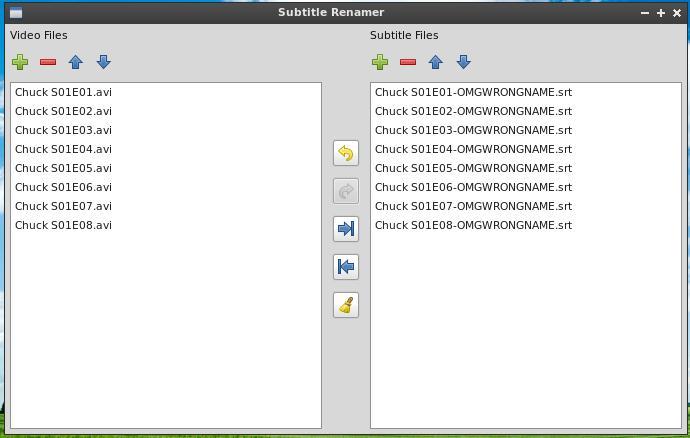 Subtitle Renamer
Video Files
Chuck S01E01.avi
Chuck S01E02.avi
Chuck S01E03.avi
Chuck S01E04.avi
Chuck S01E05.avi
Chuck S01E06.avi
Chuck S01E07.avi
Chuck S01E08.avi
Subtitle Files
Chuck S01E01-OMGWRONGNAME.srt
Chuck S01E02-OMGWRONGNAME.srt
Chuck S01E03-OMGWRONGNAME.srt
Chuck S01E04-OMGWRONGNAME.srt
Chuck S01E05-OMGWRONGNAME.srt
Chuck S01E06-OMGWRONGNAME.srt
Chuck S01E07-OMGWRONGNAME.srt
Chuck S01E08-OMGWRONGNAME.srt